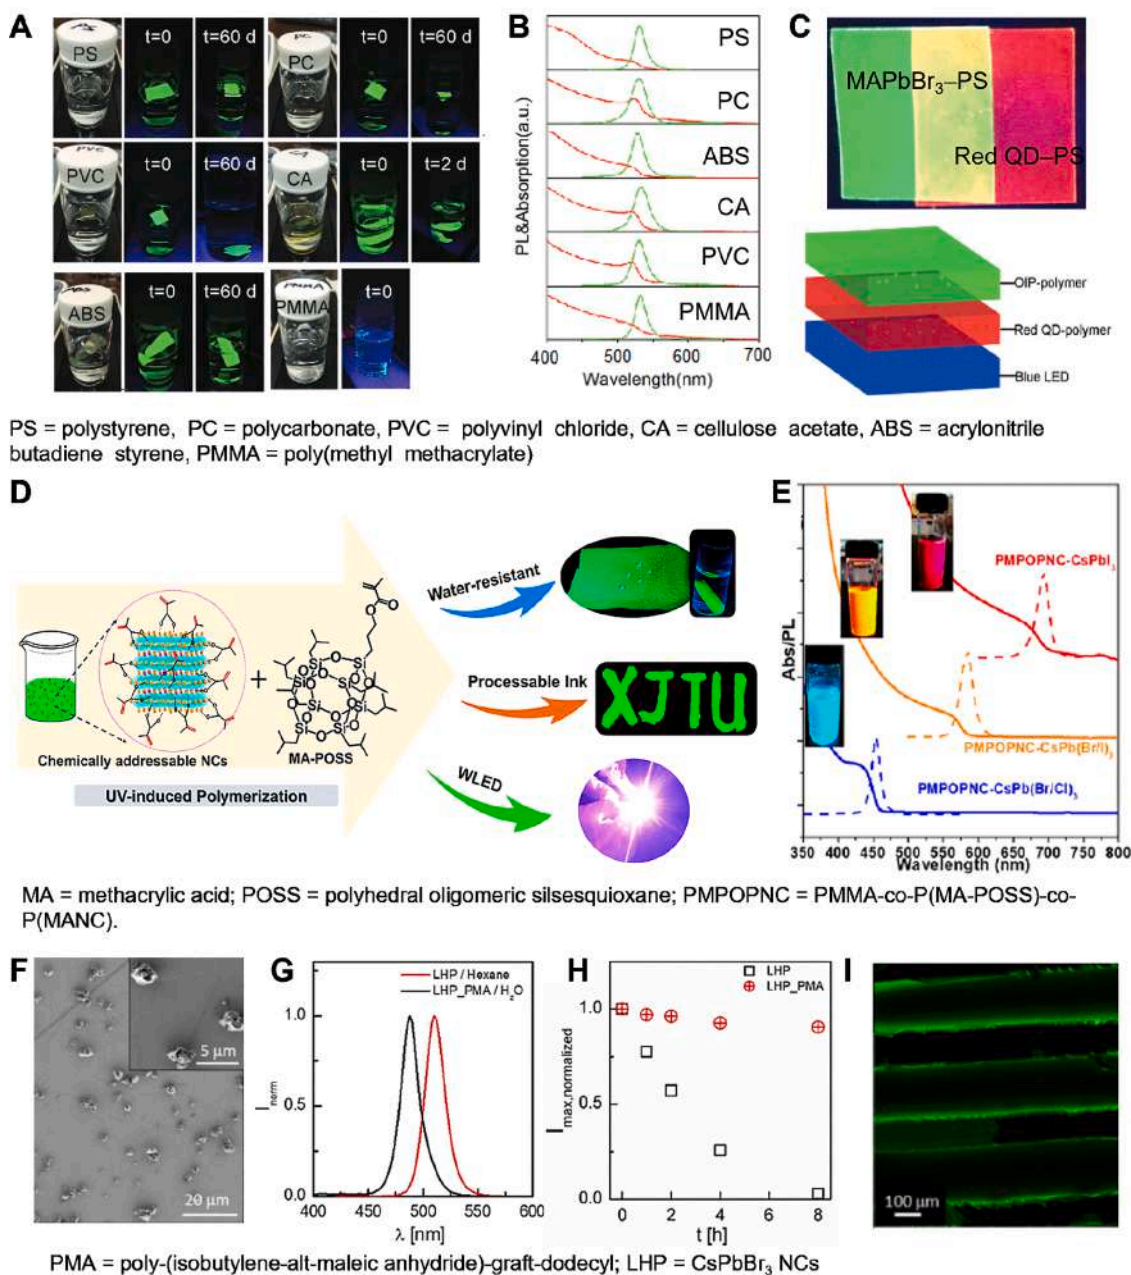 A
PS
t=0
t=60 d
PC
t=0
t=60 d
PVC
t=0
t=60 d
CA
t=0
t=2 d
ABS
t=0
t=60 d
PMMA
t=0
B
PL&Absorption(a.u.)
PS
PC
ABS
CA
PVC
PMMA
400 500 600 700
Wavelength(nm)
C
MAPbBr₃–PS
Red QD–PS
OIP-polymer
Red QD-polymer
Blue LED
PS = polystyrene, PC = polycarbonate, PVC = polyvinyl chloride, CA = cellulose acetate, ABS = acrylonitrile
butadiene styrene, PMMA = poly(methyl methacrylate)
D
Chemically addressable NCs
+
MA-POSS
UV-induced Polymerization
Water-resistant
Processable Ink
XJTU
WLED
E
Abs/PL
PMPOPNC-CsPbI₃
PMPOPNC-CsPb(Br/I)₃
PMPOPNC-CsPb(Br/Cl)₃
350 400 450 500 550 600 650 700 750 800
Wavelength (nm)
MA = methacrylic acid; POSS = polyhedral oligomeric silsesquioxane; PMPOPNC = PMMA-co-P(MA-POSS)-co-
P(MANC).
F
5 μm
20 μm
G
LHP / Hexane
LHP_PMA / H₂O
I norm
1.0
0.5
0.0
400 450 500 550 600
λ [nm]
H
LHP
LHP_PMA
I max,normalized
1.0
0.5
0.0
0 2 4 6 8
t [h]
I
100 μm
PMA = poly-(isobutylene-alt-maleic anhydride)-graft-dodecyl; LHP = CsPbBr₃ NCs